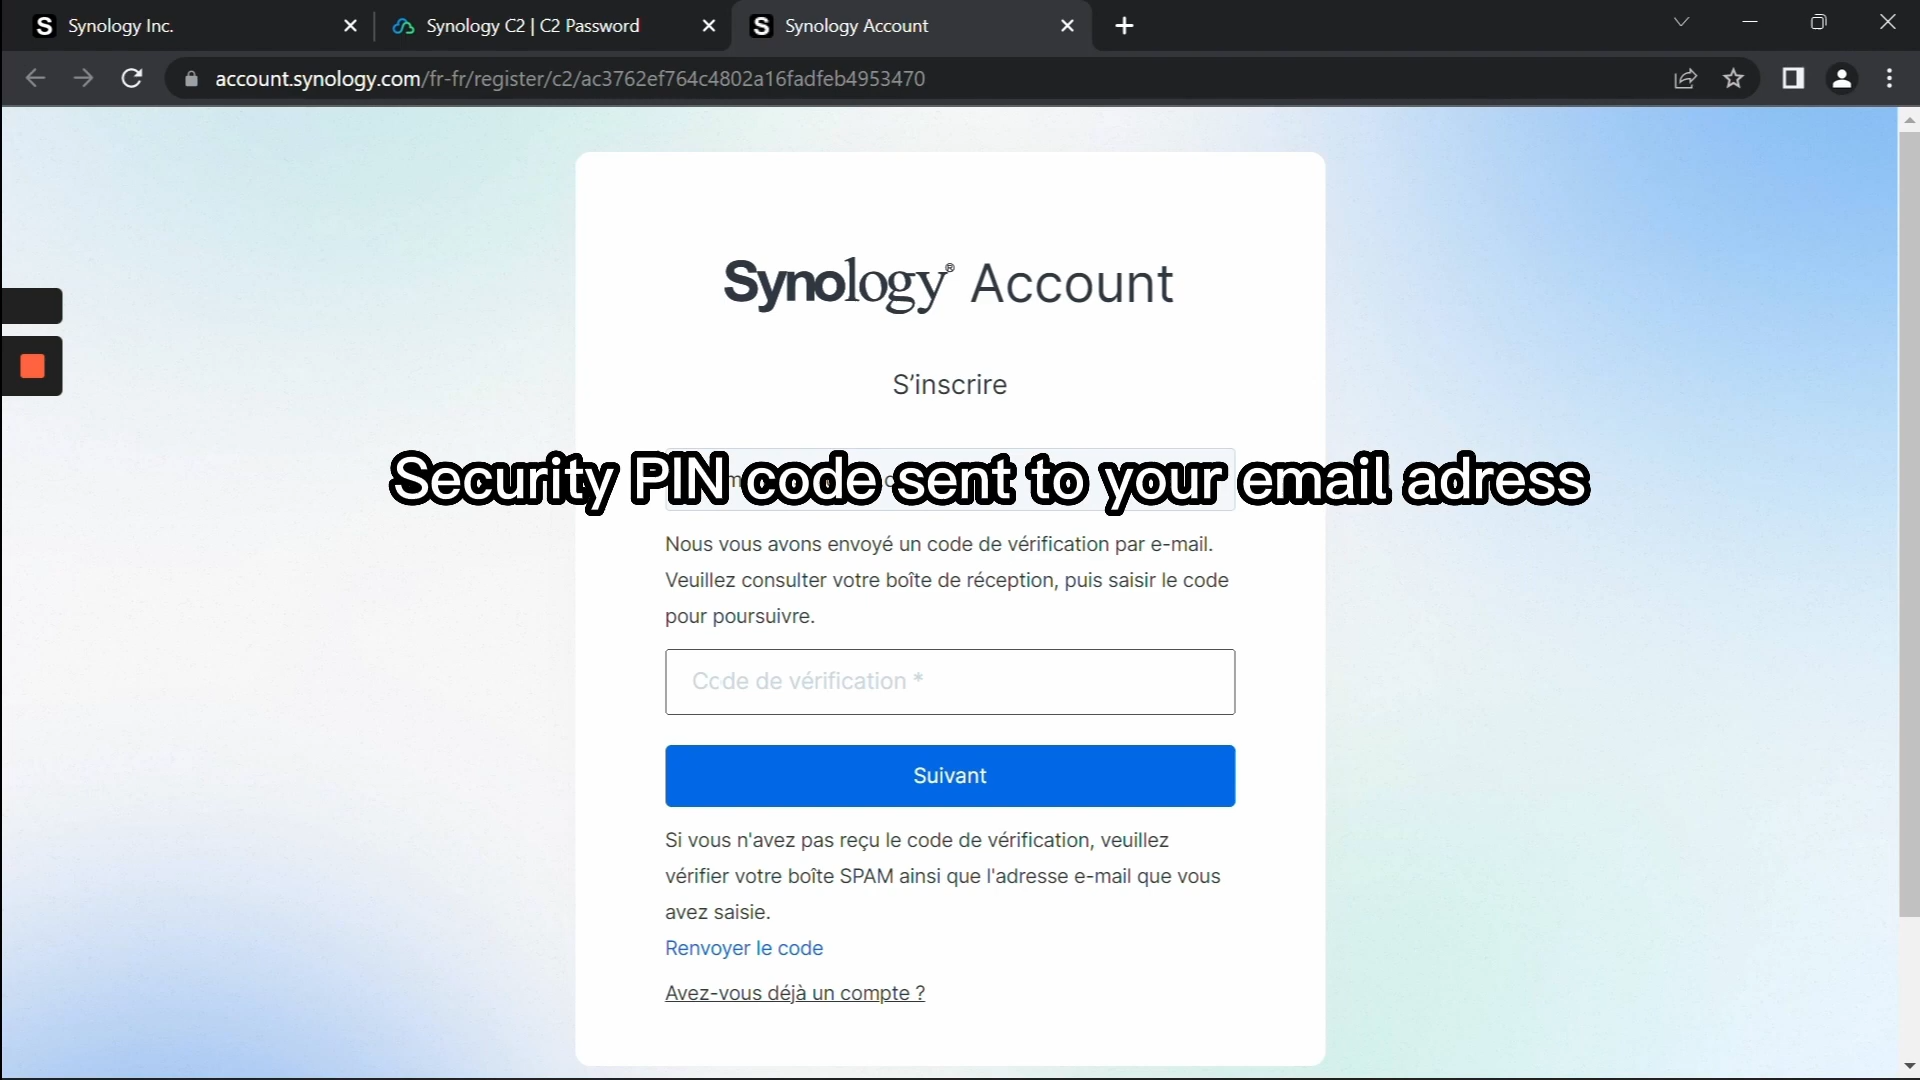 Synology Inc.
Synology C2 | C2 Password
Synology Account
account.synology.com/fr-fr/register/c2/ac3762ef764c4802a16fadfeb4953470
Synology® Account
S'inscrire
Security PIN code sent to your email adress
Nous vous avons envoyé un code de vérification par e-mail.
Veuillez consulter votre boîte de réception, puis saisir le code
pour poursuivre.
Code de vérification *
Suivant
Si vous n'avez pas reçu le code de vérification, veuillez
vérifier votre boîte SPAM ainsi que l'adresse e-mail que vous
avez saisie.
Renvoyer le code
Avez-vous déjà un compte ?